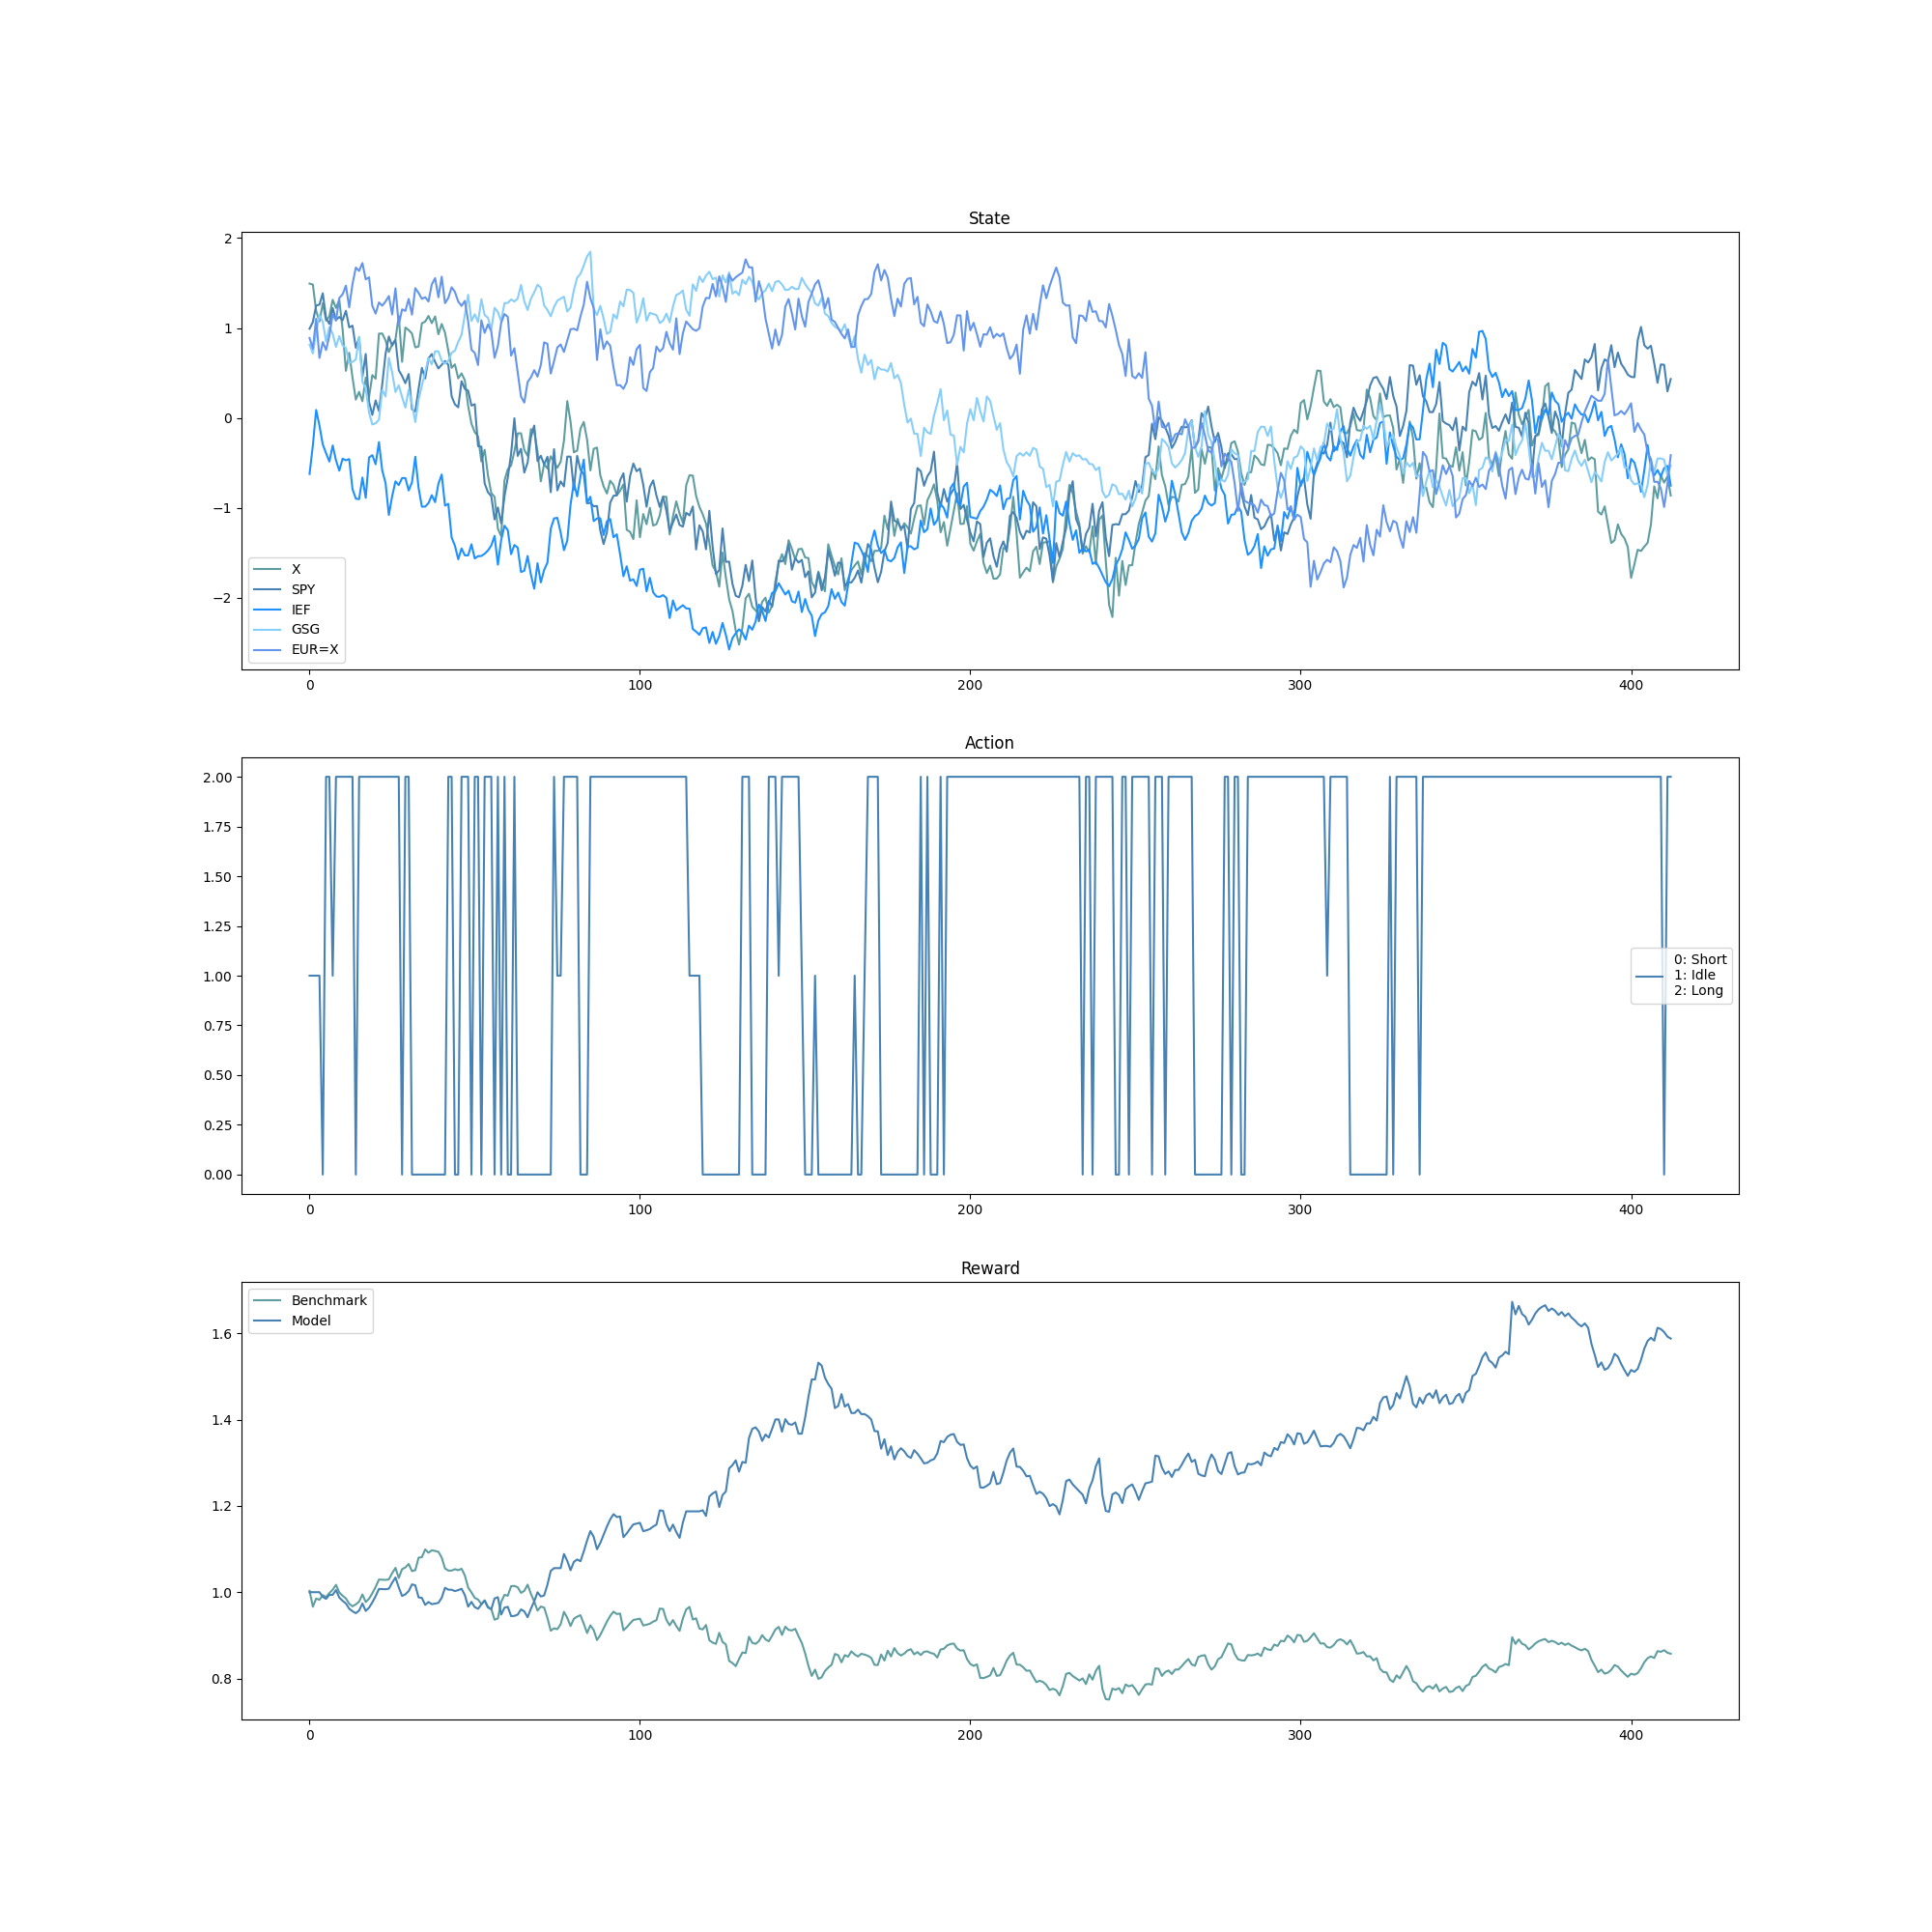 State
2
1
0
−1
−2
X
SPY
IEF
GSG
EUR=X
0 100 200 300 400
Action
2.00
1.75
1.50
1.25
1.00
0.75
0.50
0.25
0.00
0: Short
1: Idle
2: Long
0 100 200 300 400
Reward
Benchmark
Model
1.6
1.4
1.2
1.0
0.8
0 100 200 300 400